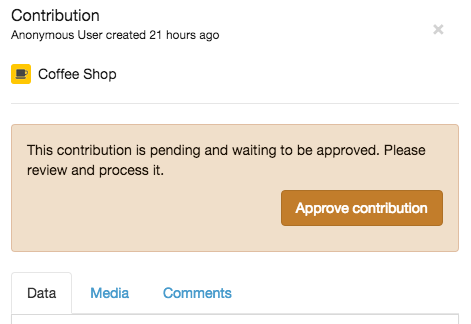 Contribution
Anonymous User created 21 hours ago
×
Coffee Shop
This contribution is pending and waiting to be approved. Please
review and process it.
Approve contribution
Data Media Comments